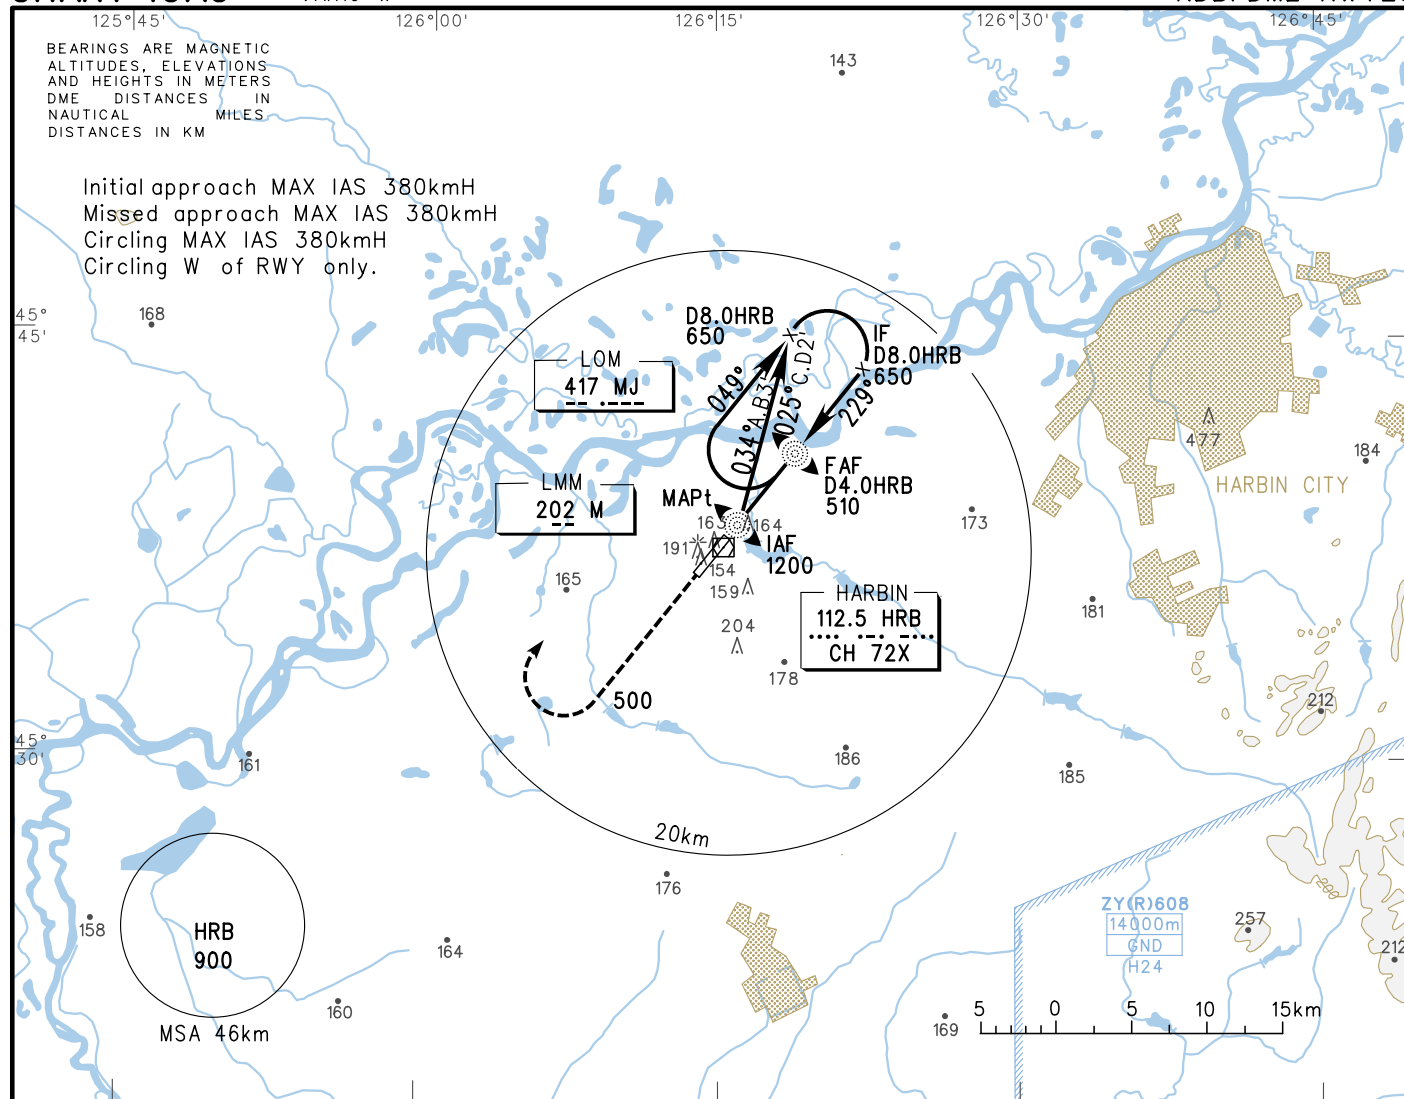 125°45'
126°00'
126°15'
126°30'
126°45'
BEARINGS ARE MAGNETIC
ALTITUDES, ELEVATIONS
AND HEIGHTS IN METERS
DME DISTANCES IN
NAUTICAL MILES
DISTANCES IN KM
143
Initial approach MAX IAS 380kmH
Missed approach MAX IAS 380kmH
Circling MAX IAS 380kmH
Circling W of RWY only.
45°
45'
168
D8.0HRB
650
IF
D8.0HRB
650
LOM
417 MJ
049°
034° A.B3'
025° C.D2'
229°
477
184
HARBIN CITY
FAF
D4.0HRB
510
LMM
202 M
MAPt
163
164
173
191
154
IAF
1200
159
165
HARBIN
112.5 HRB
CH 72X
181
204
178
500
212
45°
30'
161
186
185
20km
176
200
158
HRB
900
164
ZY(R)608
14000m
GND
H24
257
212
160
MSA 46km
169
5 0 5 10 15km